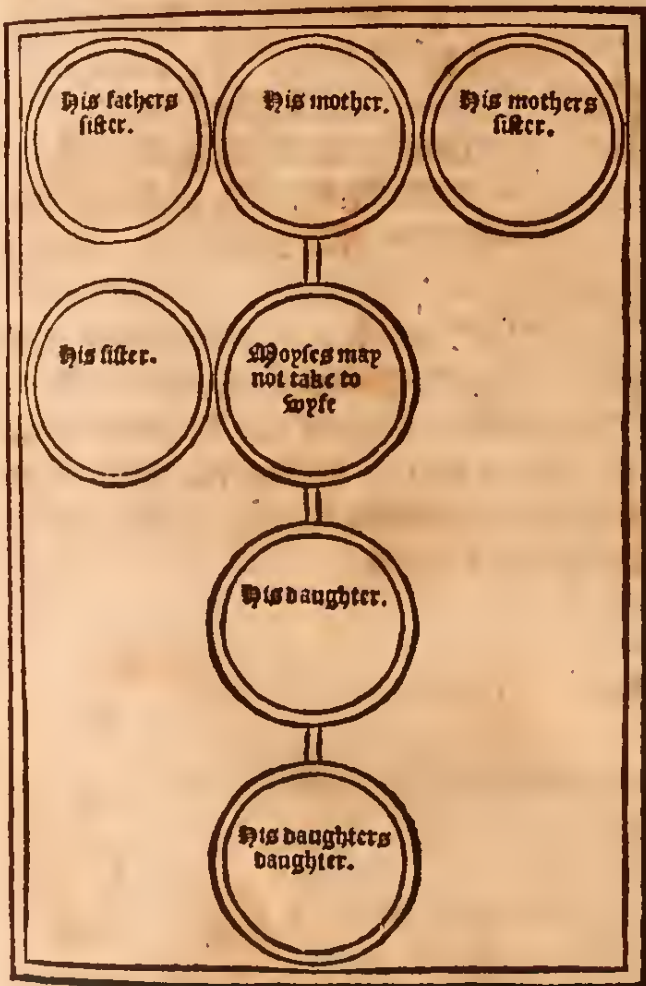 His fathers
sister.
His mother.
His mothers
sister.
His sister.
Moyses may
not take to
wyfe
His daughter.
His daughters
daughter.